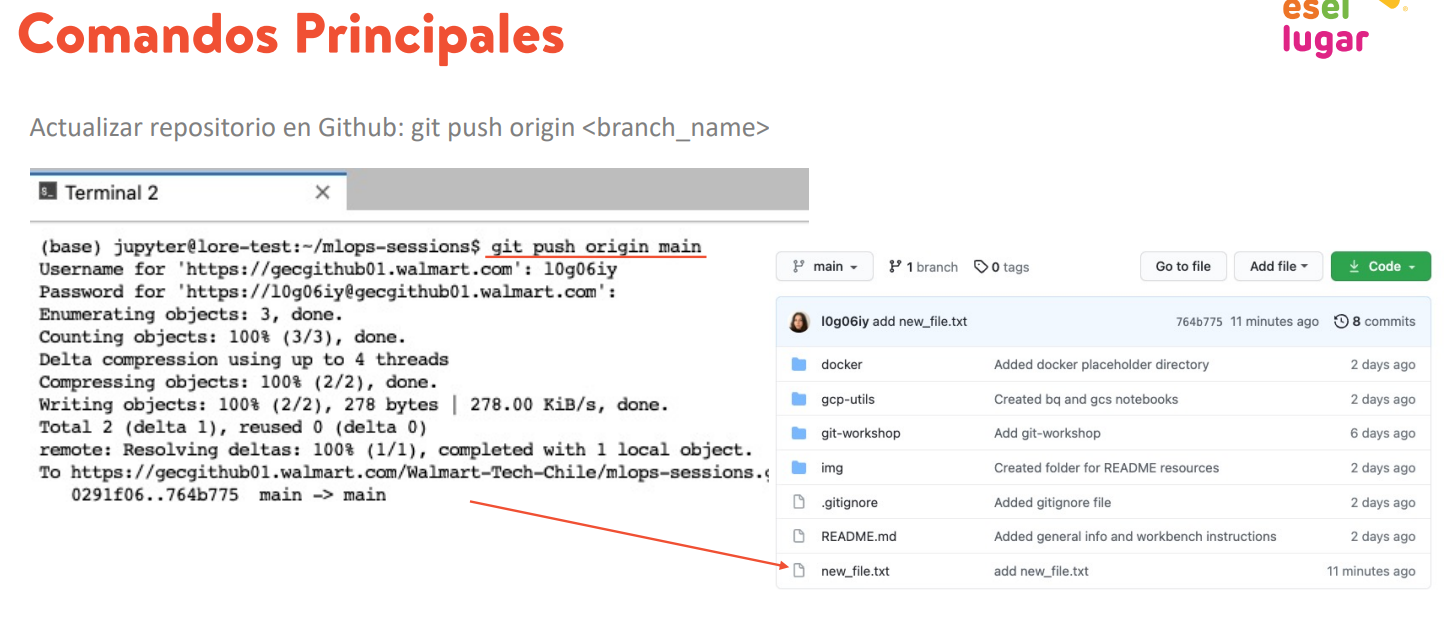 Comandos Principales
esel
lugar
Actualizar repositorio en Github: git push origin <branch_name>
Terminal 2
(base) jupyter@lore-test:~/mlops-sessions$ git push origin main
Username for 'https://gecgithub01.walmart.com': l0g06iy
Password for 'https://l0g06iy@gecgithub01.walmart.com':
Enumerating objects: 3, done.
Counting objects: 100% (3/3), done.
Delta compression using up to 4 threads
Compressing objects: 100% (2/2), done.
Writing objects: 100% (2/2), 278 bytes | 278.00 KiB/s, done.
Total 2 (delta 1), reused 0 (delta 0)
remote: Resolving deltas: 100% (1/1), completed with 1 local object.
To https://gecgithub01.walmart.com/Walmart-Tech-Chile/mlops-sessions.g
0291f06..764b775 main -> main
main 1 branch 0 tags Go to file Add file Code
l0g06iy add new_file.txt 764b775 11 minutes ago 8 commits
docker Added docker placeholder directory 2 days ago
gcp-utils Created bq and gcs notebooks 2 days ago
git-workshop Add git-workshop 6 days ago
img Created folder for README resources 2 days ago
.gitignore Added gitignore file 2 days ago
README.md Added general info and workbench instructions 2 days ago
new_file.txt add new_file.txt 11 minutes ago